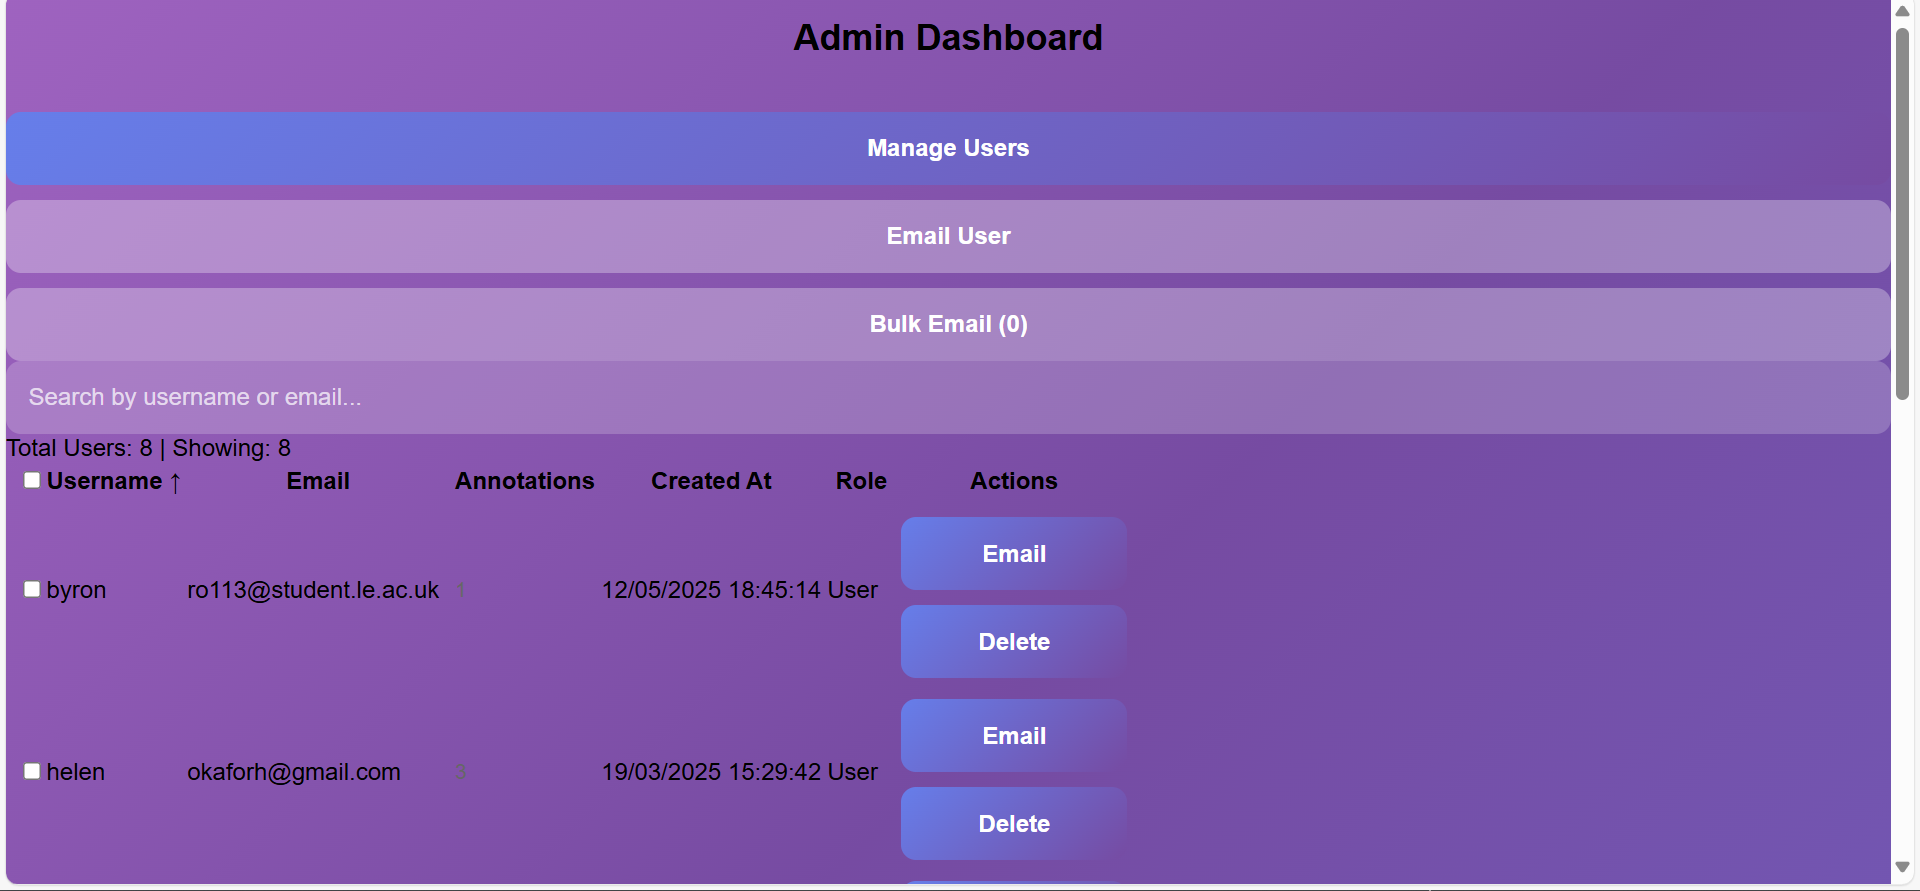 Admin Dashboard
Manage Users
Email User
Bulk Email (0)
Search by username or email...
Total Users: 8 | Showing: 8
Username ↑ Email Annotations Created At Role Actions
byron ro113@student.le.ac.uk 1 12/05/2025 18:45:14 User
Email
Delete
helen okaforh@gmail.com 3 19/03/2025 15:29:42 User
Email
Delete